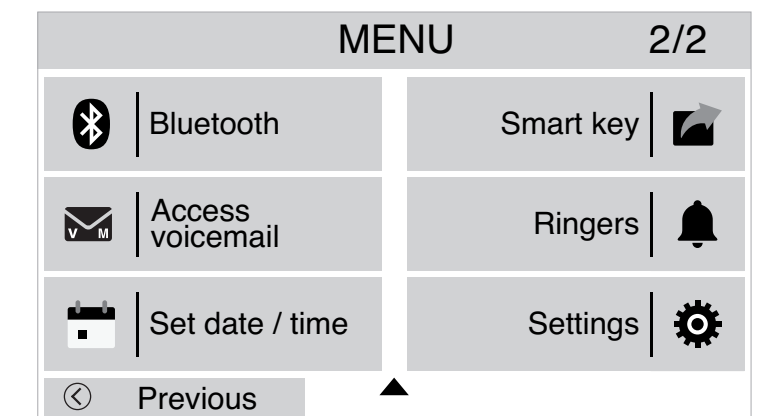 MENU 2/2
Bluetooth
Smart key
Access
voicemail
V M
Ringers
Set date / time
Settings
Previous